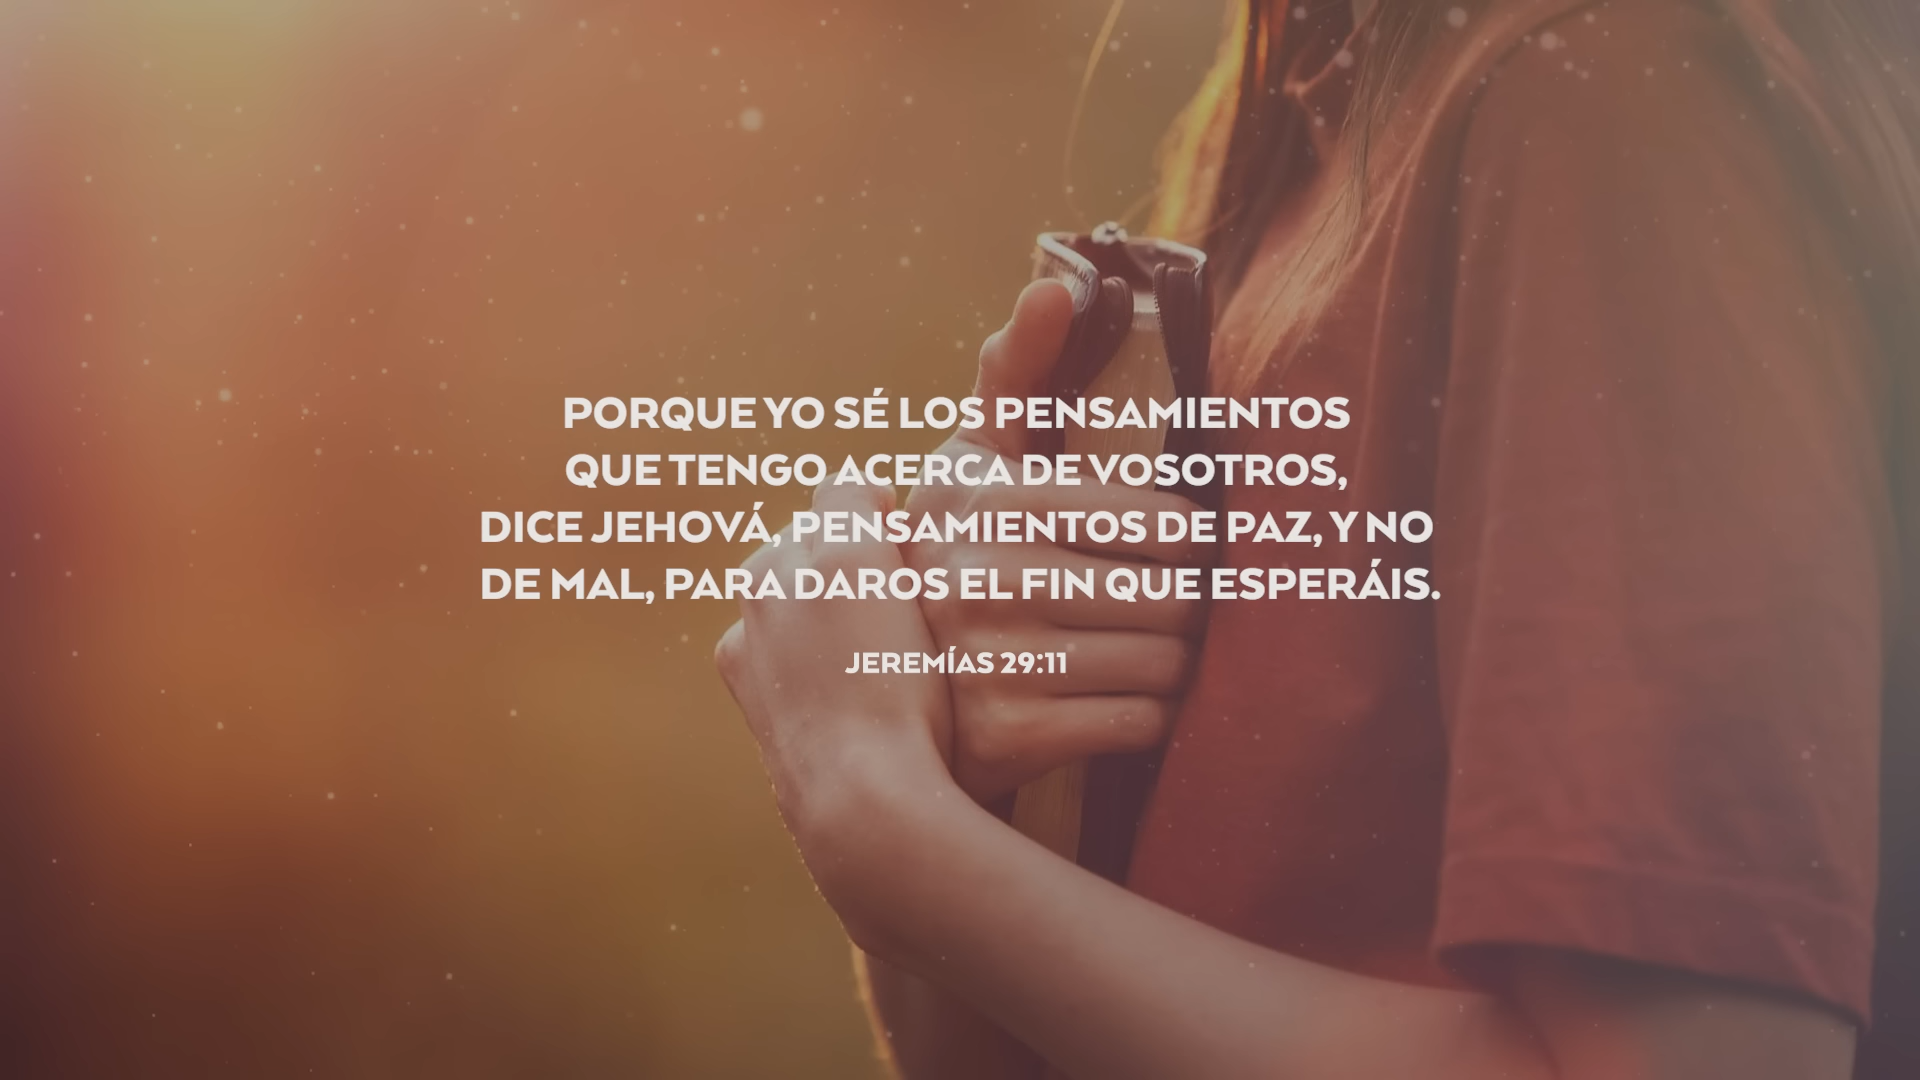 PORQUE YO SÉ LOS PENSAMIENTOS
QUE TENGO ACERCA DE VOSOTROS,
DICE JEHOVÁ, PENSAMIENTOS DE PAZ, Y NO
DE MAL, PARA DAROS EL FIN QUE ESPERÁIS.
JEREMÍAS 29:11